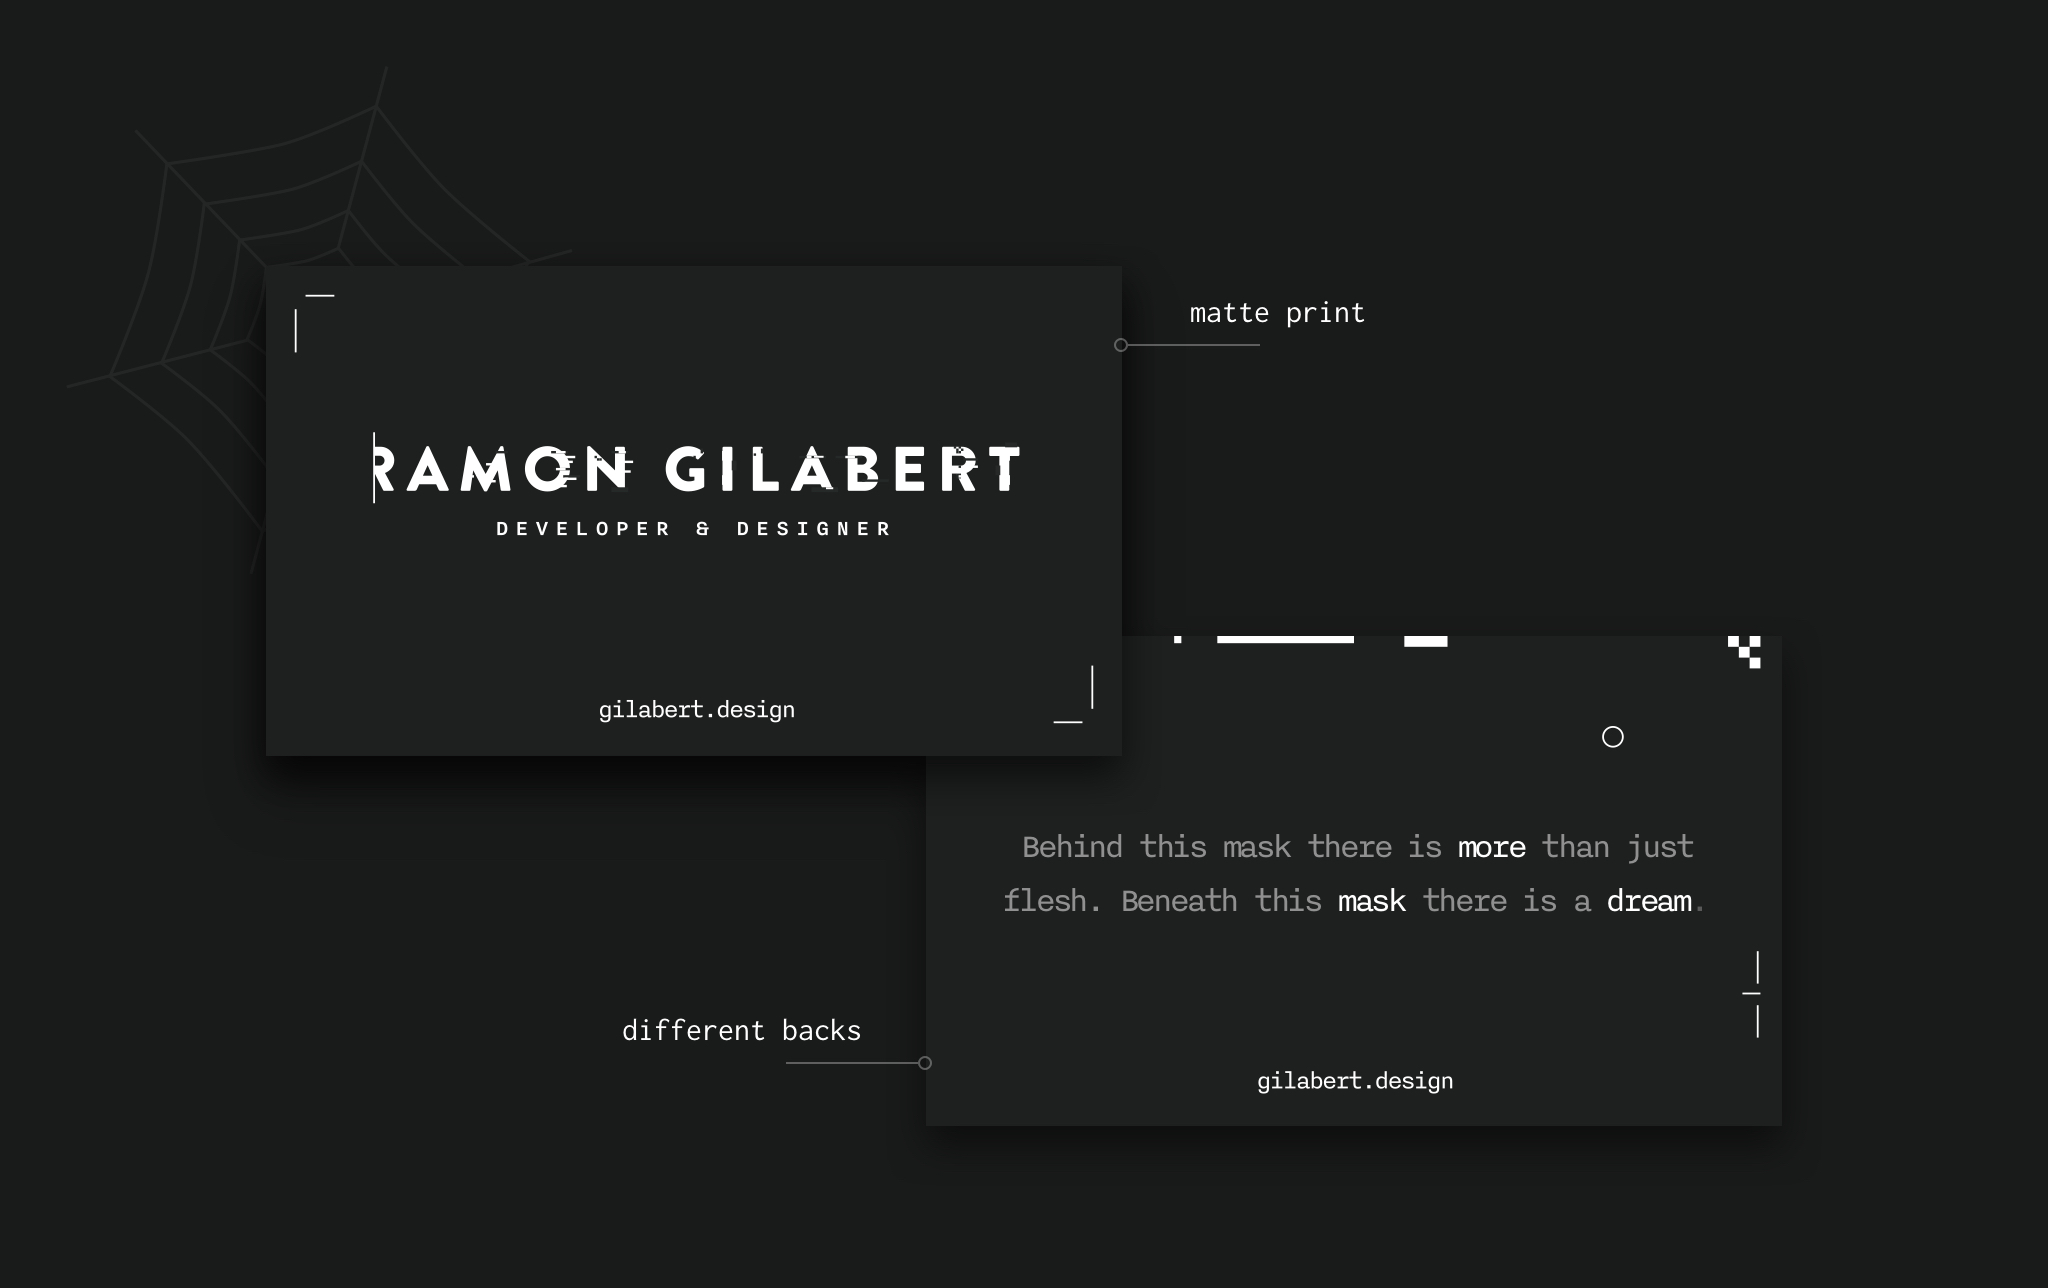 matte print
RAMON GILABERT
DEVELOPER & DESIGNER
gilabert.design
Behind this mask there is more than just
flesh. Beneath this mask there is a dream.
different backs
gilabert.design